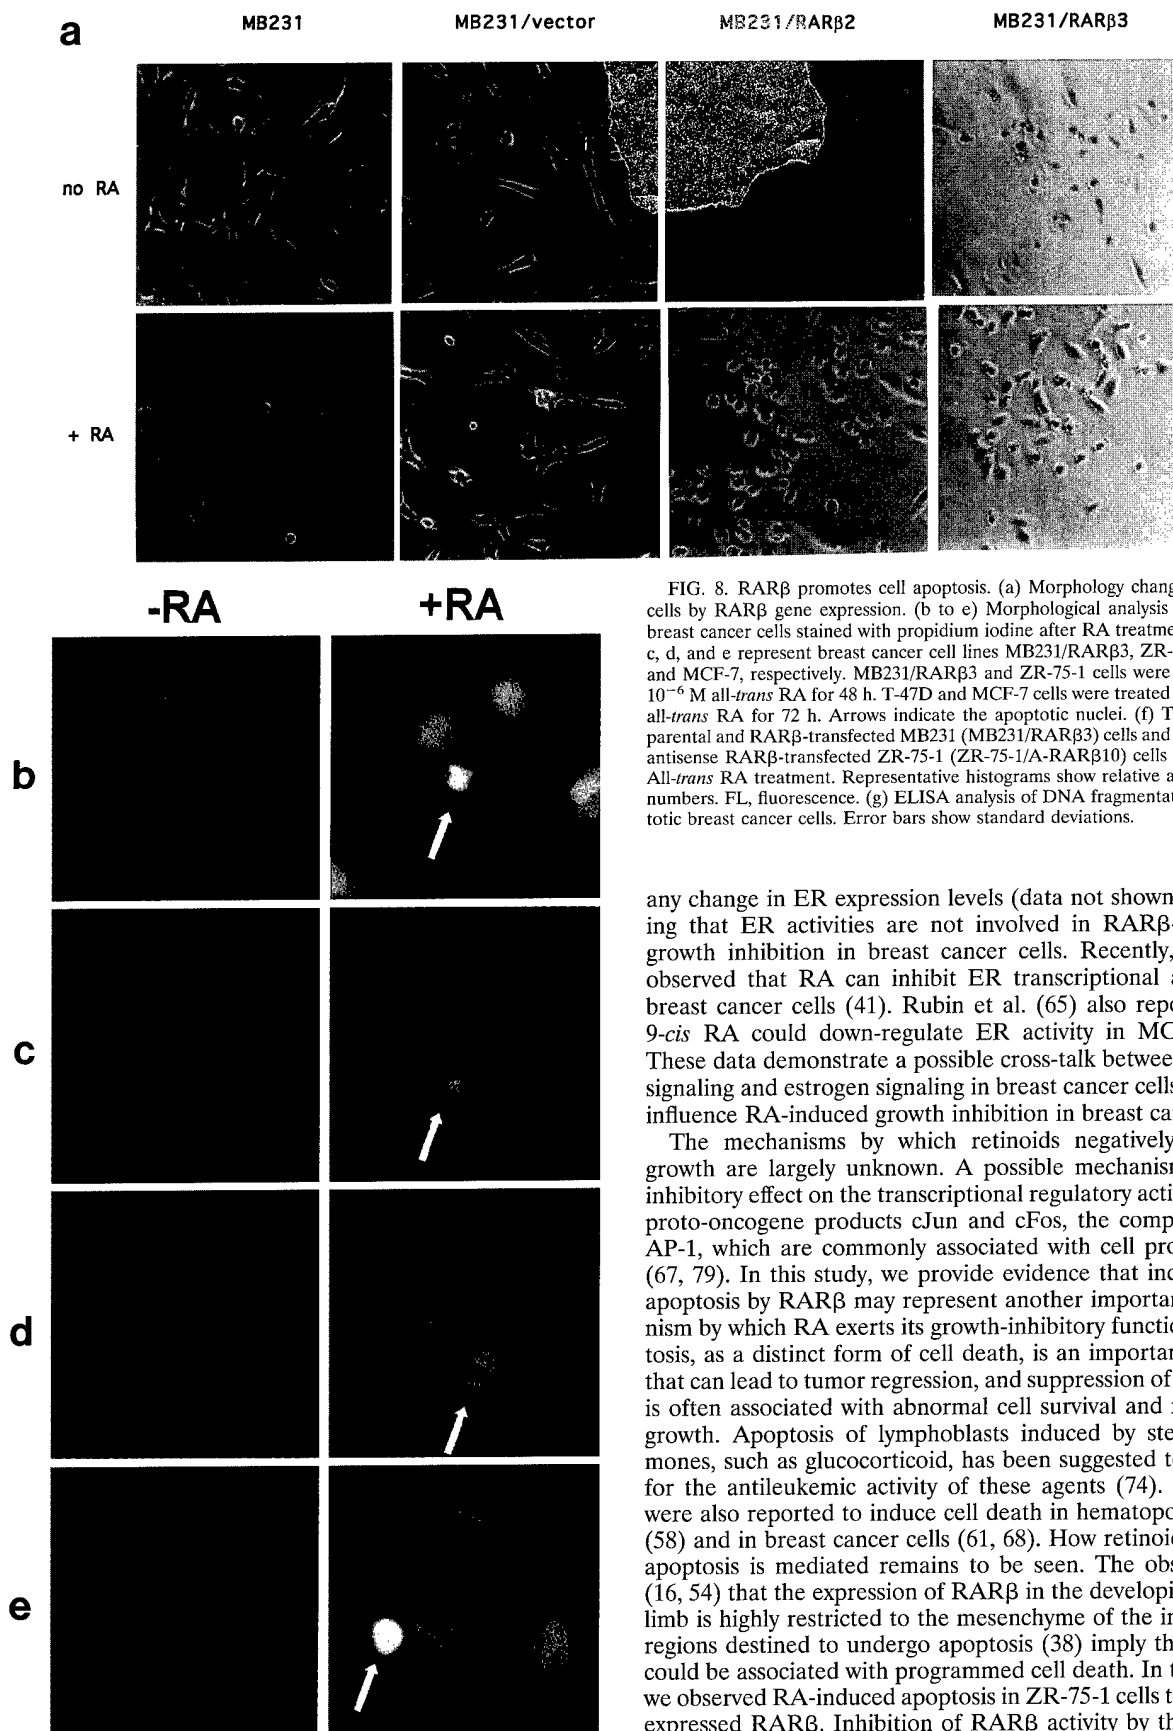 a
MB231
MB231/vector
MB231/RARβ2
MB231/RARβ3
no RA
+ RA
-RA
+RA
b
c
d
e
FIG. 8. RARβ promotes cell apoptosis. (a) Morphology chang
cells by RARβ gene expression. (b to e) Morphological analysis
breast cancer cells stained with propidium iodine after RA treatme
c, d, and e represent breast cancer cell lines MB231/RARβ3, ZR-
and MCF-7, respectively. MB231/RARβ3 and ZR-75-1 cells were
10⁻⁶ M all-trans RA for 48 h. T-47D and MCF-7 cells were treated
all-trans RA for 72 h. Arrows indicate the apoptotic nuclei. (f) T
parental and RARβ-transfected MB231 (MB231/RARβ3) cells and
antisense RARβ-transfected ZR-75-1 (ZR-75-1/A-RARβ10) cells
All-trans RA treatment. Representative histograms show relative a
numbers. FL, fluorescence. (g) ELISA analysis of DNA fragmentat
totic breast cancer cells. Error bars show standard deviations.
any change in ER expression levels (data not shown
ing that ER activities are not involved in RARβ-
growth inhibition in breast cancer cells. Recently,
observed that RA can inhibit ER transcriptional a
breast cancer cells (41). Rubin et al. (65) also repo
9-cis RA could down-regulate ER activity in MC
These data demonstrate a possible cross-talk between
signaling and estrogen signaling in breast cancer cells
influence RA-induced growth inhibition in breast ca
The mechanisms by which retinoids negatively
growth are largely unknown. A possible mechanism
inhibitory effect on the transcriptional regulatory acti
proto-oncogene products cJun and cFos, the comp
AP-1, which are commonly associated with cell pro
(67, 79). In this study, we provide evidence that ind
apoptosis by RARβ may represent another importan
nism by which RA exerts its growth-inhibitory functio
tosis, as a distinct form of cell death, is an importan
that can lead to tumor regression, and suppression of
is often associated with abnormal cell survival and
growth. Apoptosis of lymphoblasts induced by ste
mones, such as glucocorticoid, has been suggested t
for the antileukemic activity of these agents (74).
were also reported to induce cell death in hematopo
(58) and in breast cancer cells (61, 68). How retinoid
apoptosis is mediated remains to be seen. The obs
(16, 54) that the expression of RARβ in the developi
limb is highly restricted to the mesenchyme of the in
regions destined to undergo apoptosis (38) imply th
could be associated with programmed cell death. In t
we observed RA-induced apoptosis in ZR-75-1 cells t
expressed RARβ. Inhibition of RARβ activity by th